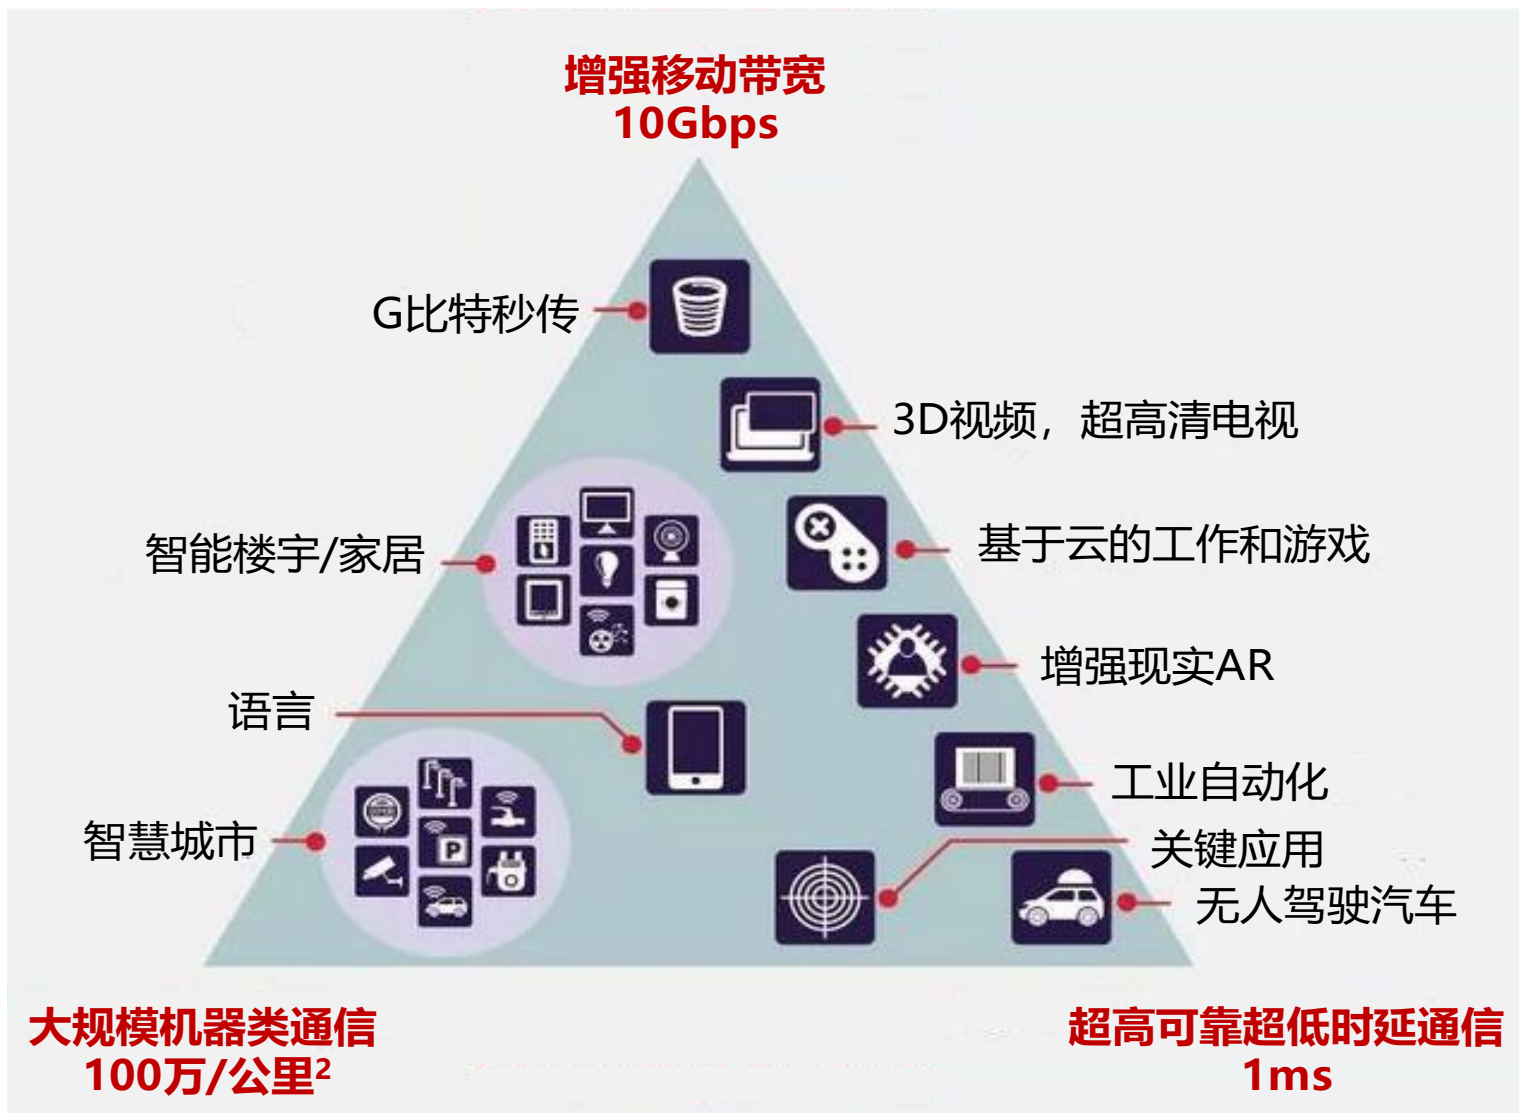 增强移动带宽
10Gbps
G比特秒传
3D视频，超高清电视
基于云的工作和游戏
智能楼宇/家居
增强现实AR
语言
工业自动化
智慧城市
P
关键应用
无人驾驶汽车
大规模机器类通信
100万/公里²
超高可靠超低时延通信
1ms